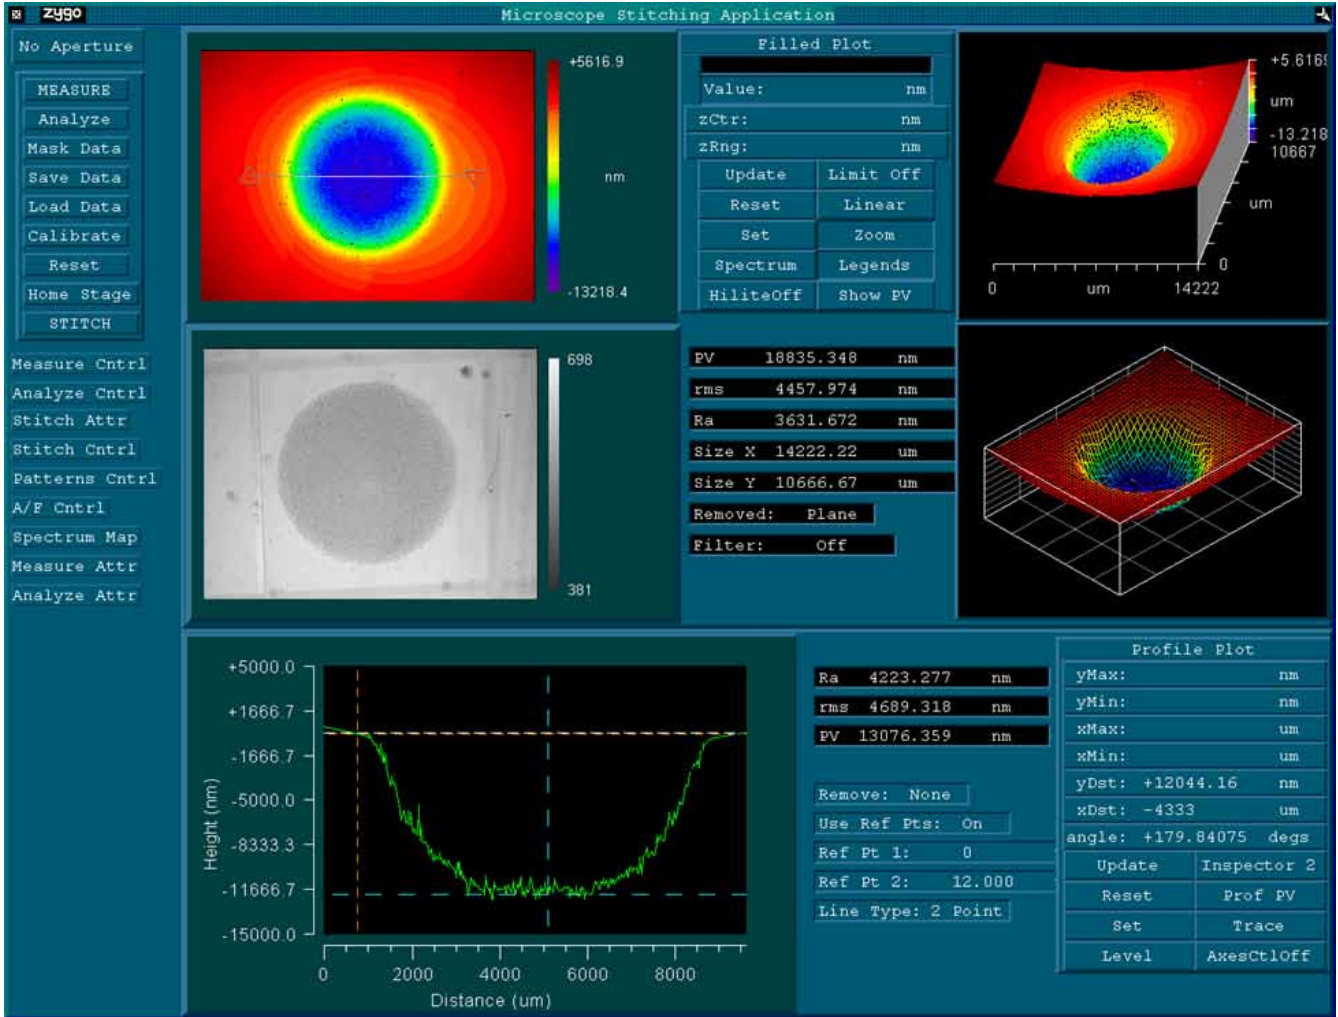 zygo
Microscope Stitching Application
No Aperture
MEASURE
Analyze
Mask Data
Save Data
Load Data
Calibrate
Reset
Home Stage
STITCH
Measure Cntrl
Analyze Cntrl
Stitch Attr
Stitch Cntrl
Patterns Cntrl
A/F Cntrl
Spectrum Map
Measure Attr
Analyze Attr
+5616.9
nm
-13218.4
Filled Plot
Value: nm
zCtr: nm
zRng: nm
Update Limit Off
Reset Linear
Set Zoom
Spectrum Legends
HiliteOff Show PV
+5.616
um
-13.218
10667
um
0
0 um 14222
698
381
PV 18835.348 nm
rms 4457.974 nm
Ra 3631.672 nm
Size X 14222.22 um
Size Y 10666.67 um
Removed: Plane
Filter: Off
+5000.0
+1666.7
-1666.7
-5000.0
-8333.3
-11666.7
-15000.0
Height (nm)
0 2000 4000 6000 8000
Distance (um)
Ra 4223.277 nm
rms 4689.318 nm
PV 13076.359 nm
Remove: None
Use Ref Pts: On
Ref Pt 1: 0
Ref Pt 2: 12.000
Line Type: 2 Point
Profile Plot
yMax: nm
yMin: nm
xMax: um
xMin: um
yDst: +12044.16 nm
xDst: -4333 um
angle: +179.84075 degs
Update Inspector 2
Reset Prof PV
Set Trace
Level AxesCtlOff